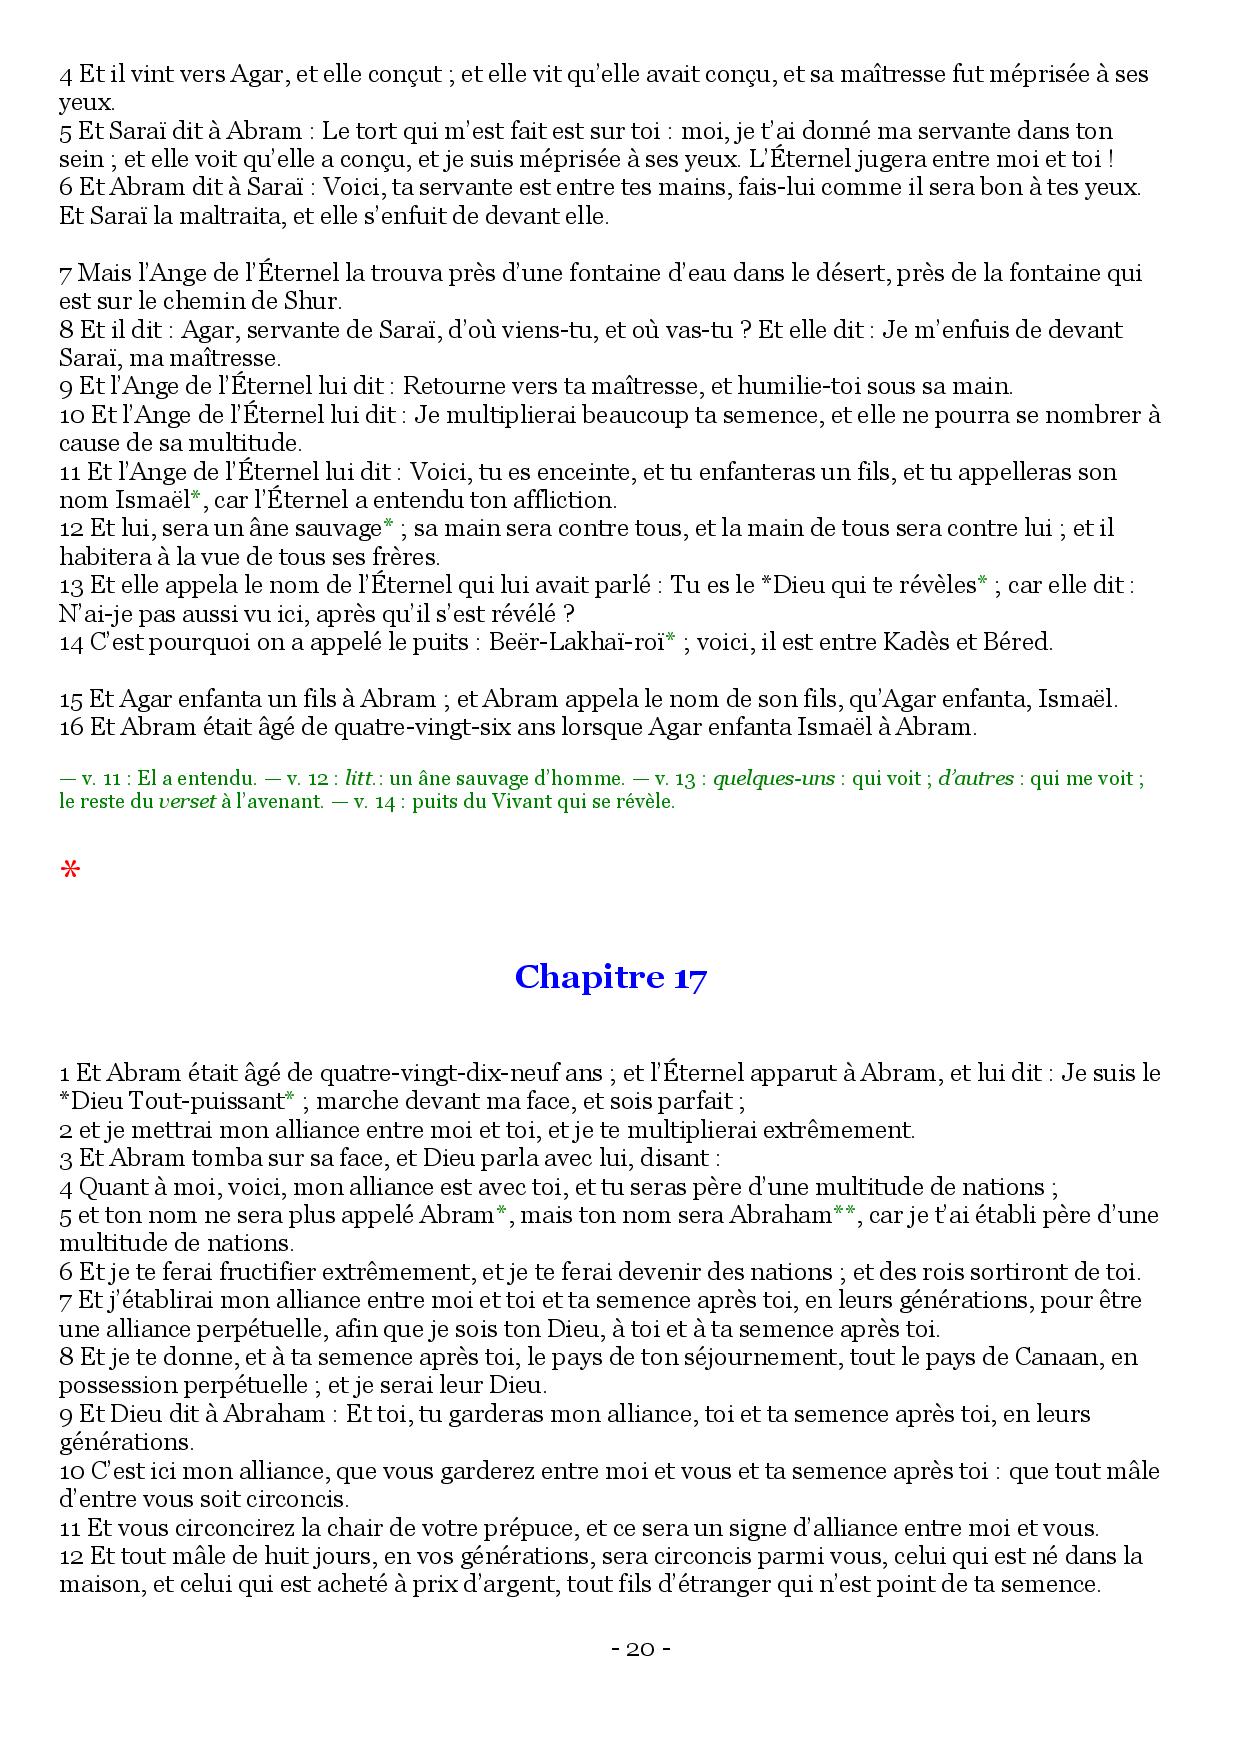 4 Et il vint vers Agar, et elle conçut ; et elle vit qu’elle avait conçu, et sa maîtresse fut méprisée à ses
yeux.
5 Et Saraï dit à Abram : Le tort qui m’est fait est sur toi : moi, je t’ai donné ma servante dans ton
sein ; et elle voit qu’elle a conçu, et je suis méprisée à ses yeux. L’Éternel jugera entre moi et toi !
6 Et Abram dit à Saraï : Voici, ta servante est entre tes mains, fais-lui comme il sera bon à tes yeux.
Et Saraï la maltraita, et elle s’enfuit de devant elle.
7 Mais l’Ange de l’Éternel la trouva près d’une fontaine d’eau dans le désert, près de la fontaine qui
est sur le chemin de Shur.
8 Et il dit : Agar, servante de Saraï, d’où viens-tu, et où vas-tu ? Et elle dit : Je m’enfuis de devant
Saraï, ma maîtresse.
9 Et l’Ange de l’Éternel lui dit : Retourne vers ta maîtresse, et humilie-toi sous sa main.
10 Et l’Ange de l’Éternel lui dit : Je multiplierai beaucoup ta semence, et elle ne pourra se nombrer à
cause de sa multitude.
11 Et l’Ange de l’Éternel lui dit : Voici, tu es enceinte, et tu enfanteras un fils, et tu appelleras son
nom Ismaël*, car l’Éternel a entendu ton affliction.
12 Et lui, sera un âne sauvage* ; sa main sera contre tous, et la main de tous sera contre lui ; et il
habitera à la vue de tous ses frères.
13 Et elle appela le nom de l’Éternel qui lui avait parlé : Tu es le *Dieu qui te révèles* ; car elle dit :
N’ai-je pas aussi vu ici, après qu’il s’est révélé ?
14 C’est pourquoi on a appelé le puits : Beër-Lakhaï-roï* ; voici, il est entre Kadès et Béred.
15 Et Agar enfanta un fils à Abram ; et Abram appela le nom de son fils, qu’Agar enfanta, Ismaël.
16 Et Abram était âgé de quatre-vingt-six ans lorsque Agar enfanta Ismaël à Abram.
— v. 11 : El a entendu. — v. 12 : litt.: un âne sauvage d’homme. — v. 13 : quelques-uns : qui voit ; d’autres : qui me voit ;
le reste du verset à l’avenant. — v. 14 : puits du Vivant qui se révèle.
*
Chapitre 17
1 Et Abram était âgé de quatre-vingt-dix-neuf ans ; et l’Éternel apparut à Abram, et lui dit : Je suis le
*Dieu Tout-puissant* ; marche devant ma face, et sois parfait ;
2 et je mettrai mon alliance entre moi et toi, et je te multiplierai extrêmement.
3 Et Abram tomba sur sa face, et Dieu parla avec lui, disant :
4 Quant à moi, voici, mon alliance est avec toi, et tu seras père d’une multitude de nations ;
5 et ton nom ne sera plus appelé Abram*, mais ton nom sera Abraham**, car je t’ai établi père d’une
multitude de nations.
6 Et je te ferai fructifier extrêmement, et je te ferai devenir des nations ; et des rois sortiront de toi.
7 Et j’établirai mon alliance entre moi et toi et ta semence après toi, en leurs générations, pour être
une alliance perpétuelle, afin que je sois ton Dieu, à toi et à ta semence après toi.
8 Et je te donne, et à ta semence après toi, le pays de ton séjournement, tout le pays de Canaan, en
possession perpétuelle ; et je serai leur Dieu.
9 Et Dieu dit à Abraham : Et toi, tu garderas mon alliance, toi et ta semence après toi, en leurs
générations.
10 C’est ici mon alliance, que vous garderez entre moi et vous et ta semence après toi : que tout mâle
d’entre vous soit circoncis.
11 Et vous circoncirez la chair de votre prépuce, et ce sera un signe d’alliance entre moi et vous.
12 Et tout mâle de huit jours, en vos générations, sera circoncis parmi vous, celui qui est né dans la
maison, et celui qui est acheté à prix d’argent, tout fils d’étranger qui n’est point de ta semence.
- 20 -